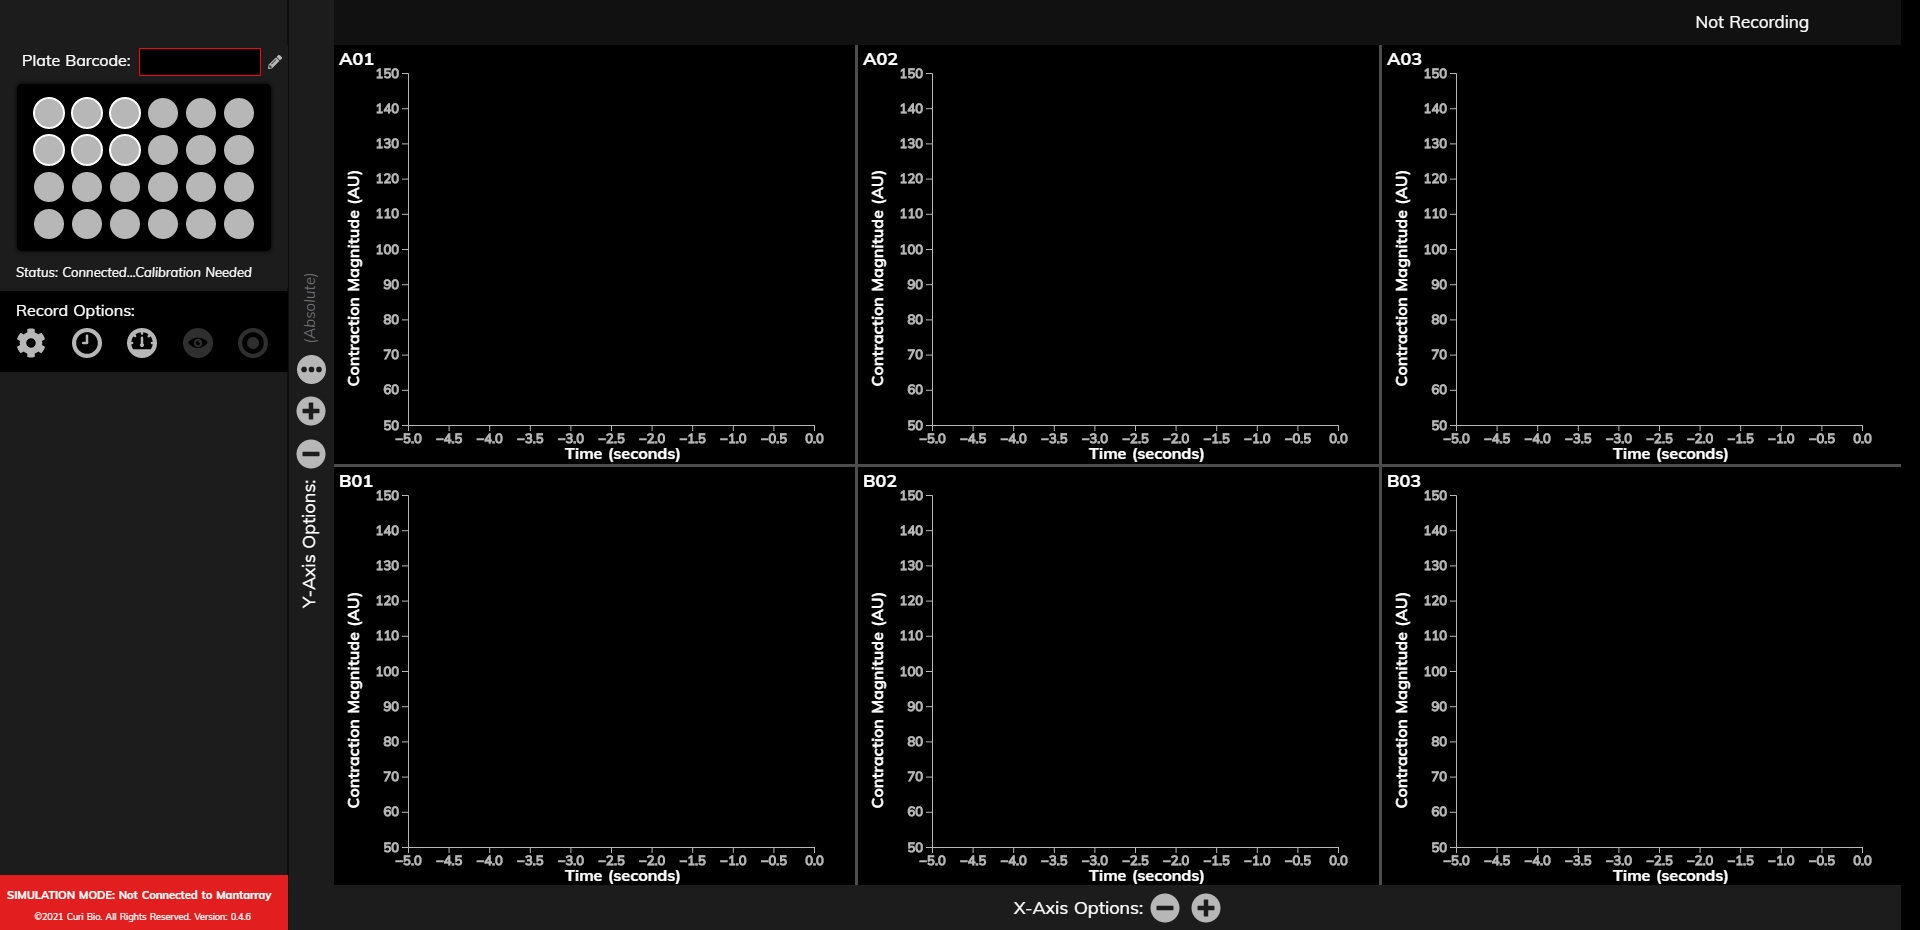 Not Recording
Plate Barcode:
Status: Connected...Calibration Needed
Record Options:
(Absolute)
Y-Axis Options:
A01
150
140
130
120
110
100
90
80
70
60
50
Contraction Magnitude (AU)
−5.0 −4.5 −4.0 −3.5 −3.0 −2.5 −2.0 −1.5 −1.0 −0.5 0.0
Time (seconds)
A02
150
140
130
120
110
100
90
80
70
60
50
Contraction Magnitude (AU)
−5.0 −4.5 −4.0 −3.5 −3.0 −2.5 −2.0 −1.5 −1.0 −0.5 0.0
Time (seconds)
A03
150
140
130
120
110
100
90
80
70
60
50
Contraction Magnitude (AU)
−5.0 −4.5 −4.0 −3.5 −3.0 −2.5 −2.0 −1.5 −1.0 −0.5 0.0
Time (seconds)
B01
150
140
130
120
110
100
90
80
70
60
50
Contraction Magnitude (AU)
−5.0 −4.5 −4.0 −3.5 −3.0 −2.5 −2.0 −1.5 −1.0 −0.5 0.0
Time (seconds)
B02
150
140
130
120
110
100
90
80
70
60
50
Contraction Magnitude (AU)
−5.0 −4.5 −4.0 −3.5 −3.0 −2.5 −2.0 −1.5 −1.0 −0.5 0.0
Time (seconds)
B03
150
140
130
120
110
100
90
80
70
60
50
Contraction Magnitude (AU)
−5.0 −4.5 −4.0 −3.5 −3.0 −2.5 −2.0 −1.5 −1.0 −0.5 0.0
Time (seconds)
X-Axis Options:
SIMULATION MODE: Not Connected to Mantarray
©2021 Curi Bio. All Rights Reserved. Version: 0.4.6